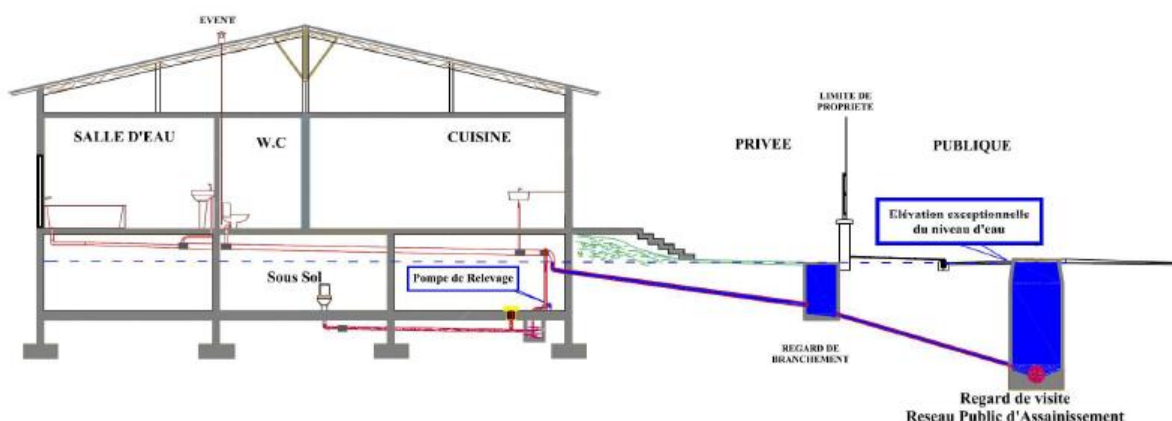 EVENT
SALLE D'EAU
W.C
CUISINE
LIMITE DE
PROPRIETE
PRIVEE
PUBLIQUE
Elévation exceptionnelle
du niveau d'eau
Sous Sol
Pompe de Relevage
REGARD DE
BRANCHEMENT
Regard de visite
Reseau Public d'Assainissement